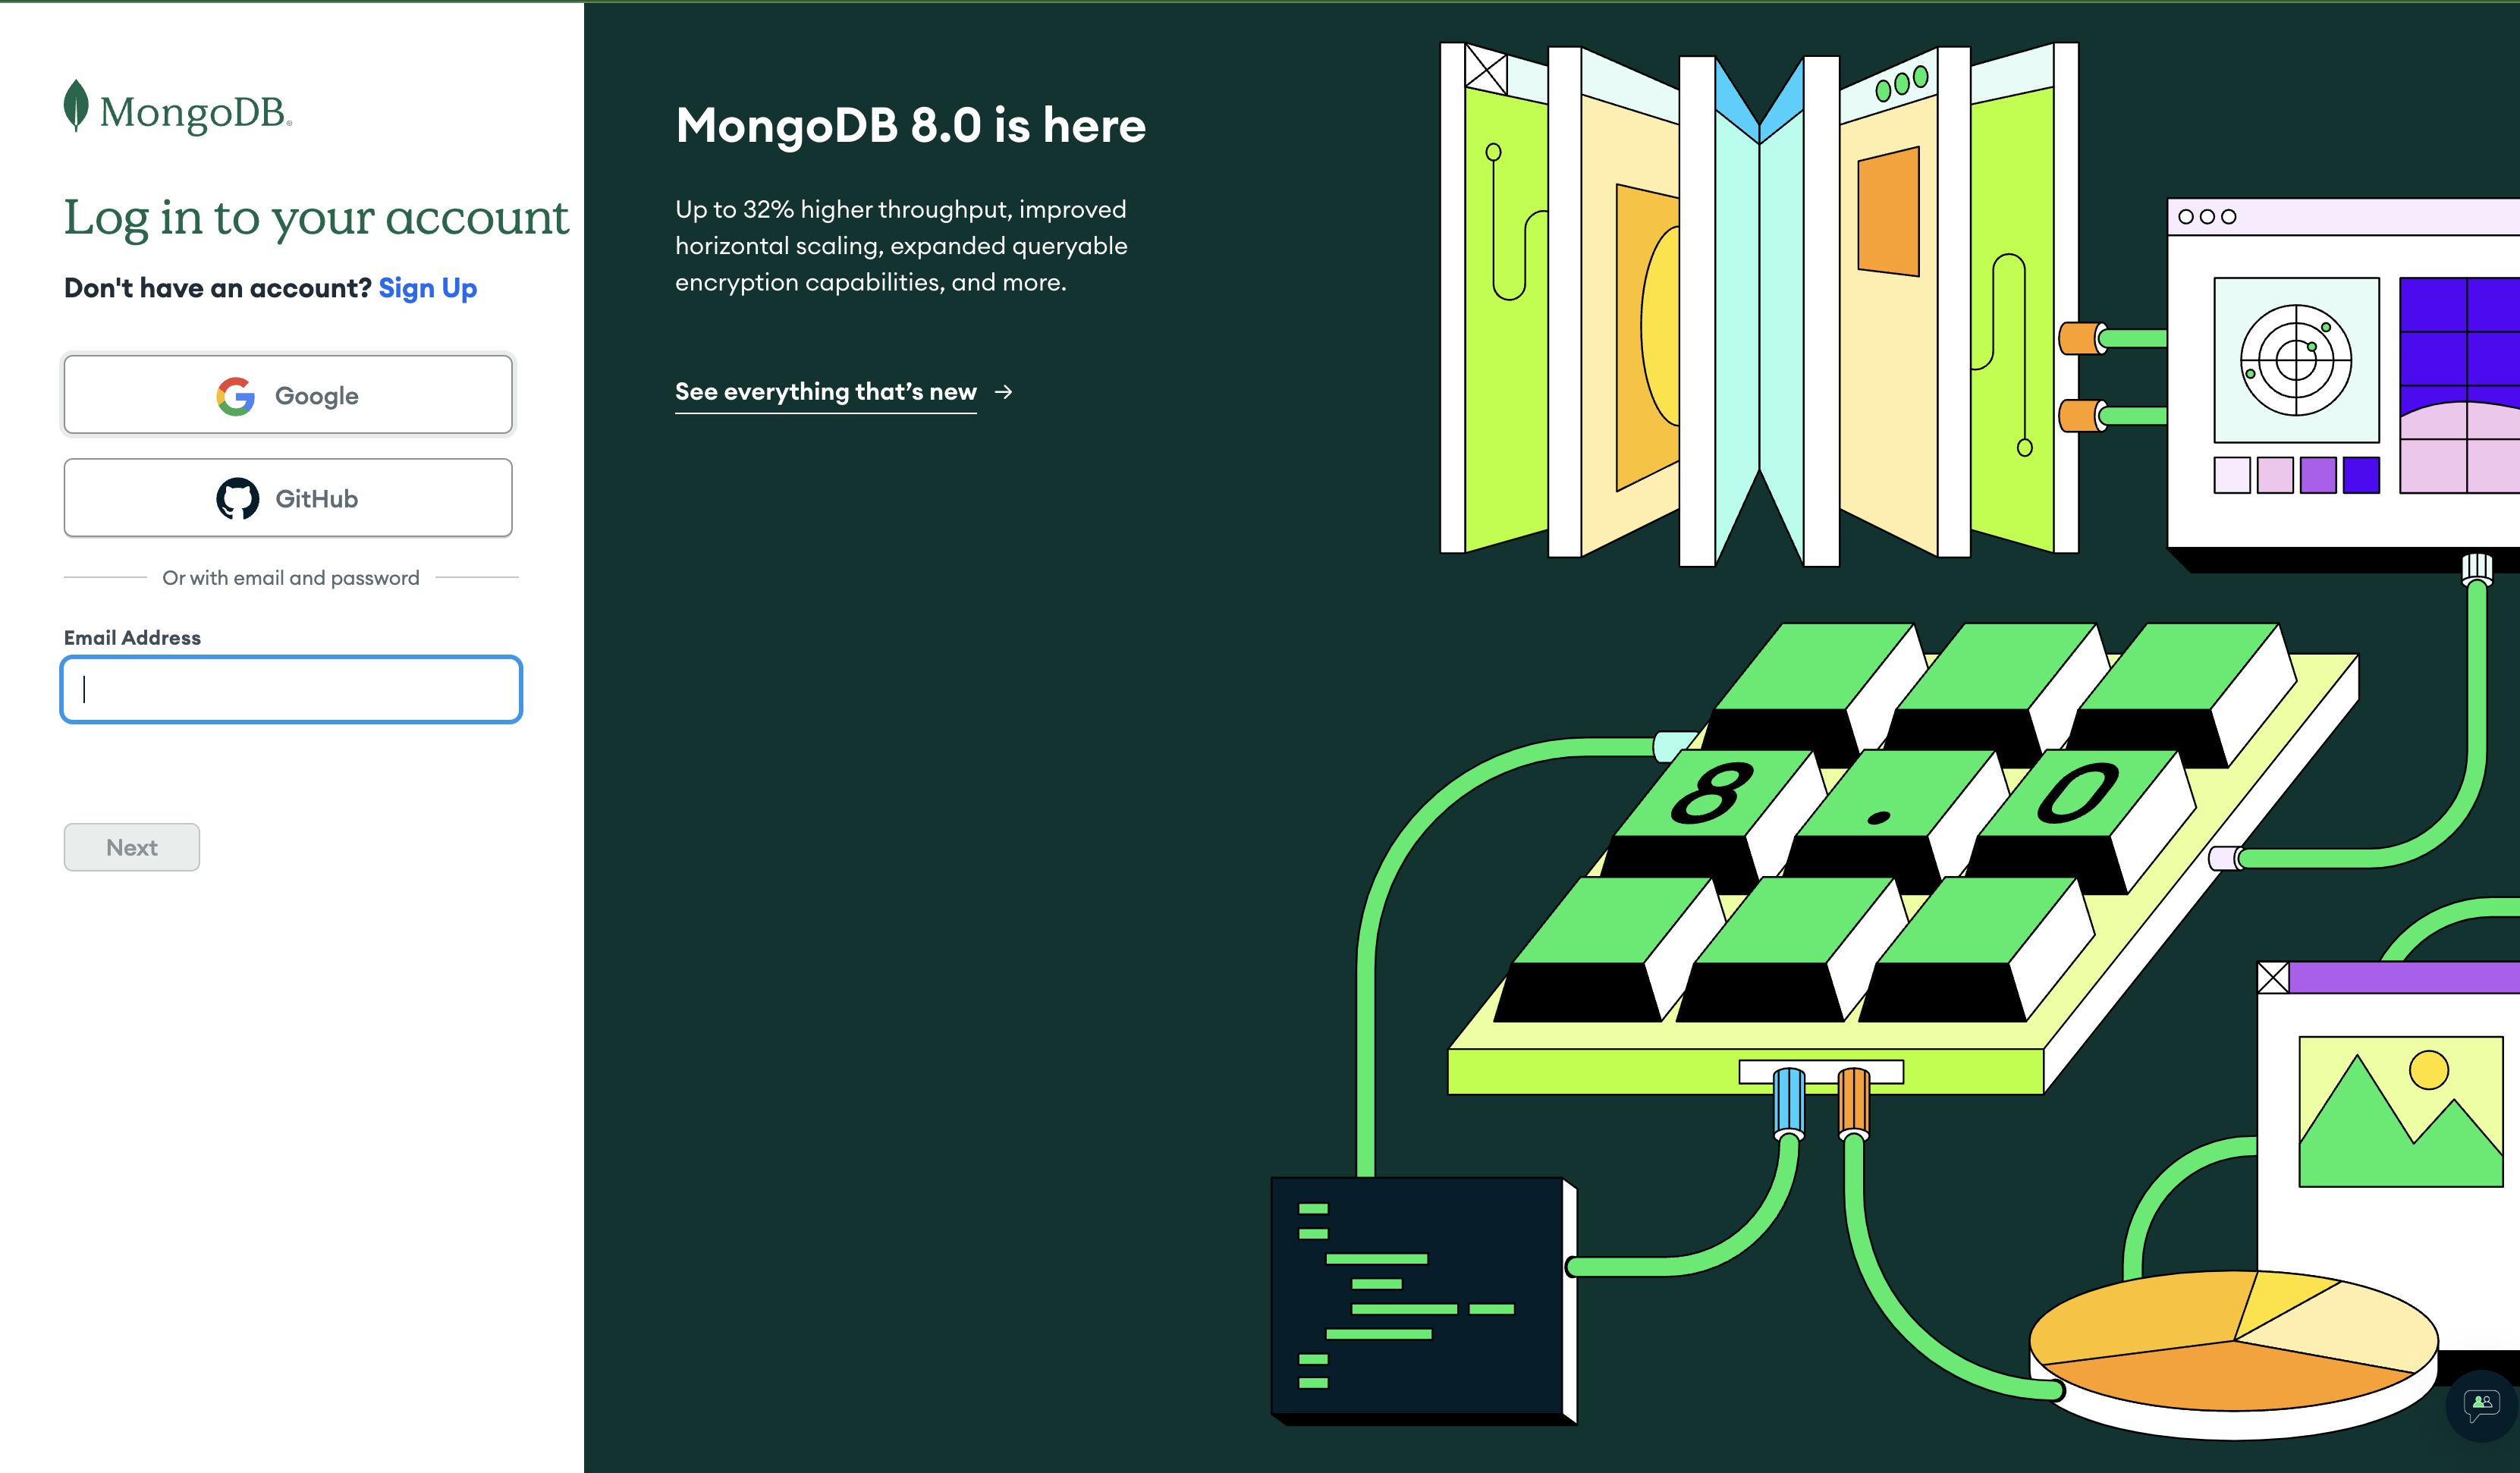 MongoDB®
Log in to your account
Don't have an account? Sign Up
Google
GitHub
Or with email and password
Email Address
Next
MongoDB 8.0 is here
Up to 32% higher throughput, improved
horizontal scaling, expanded queryable
encryption capabilities, and more.
See everything that’s new →
8.0